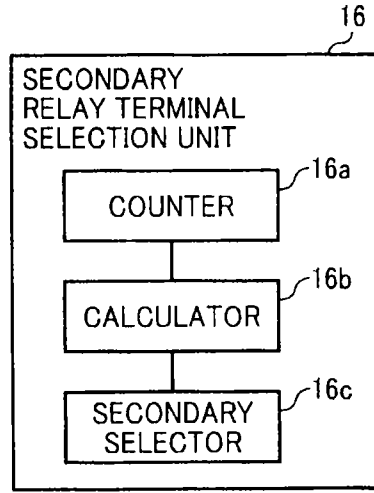 16
SECONDARY
RELAY TERMINAL
SELECTION UNIT
16a
COUNTER
16b
CALCULATOR
16c
SECONDARY
SELECTOR